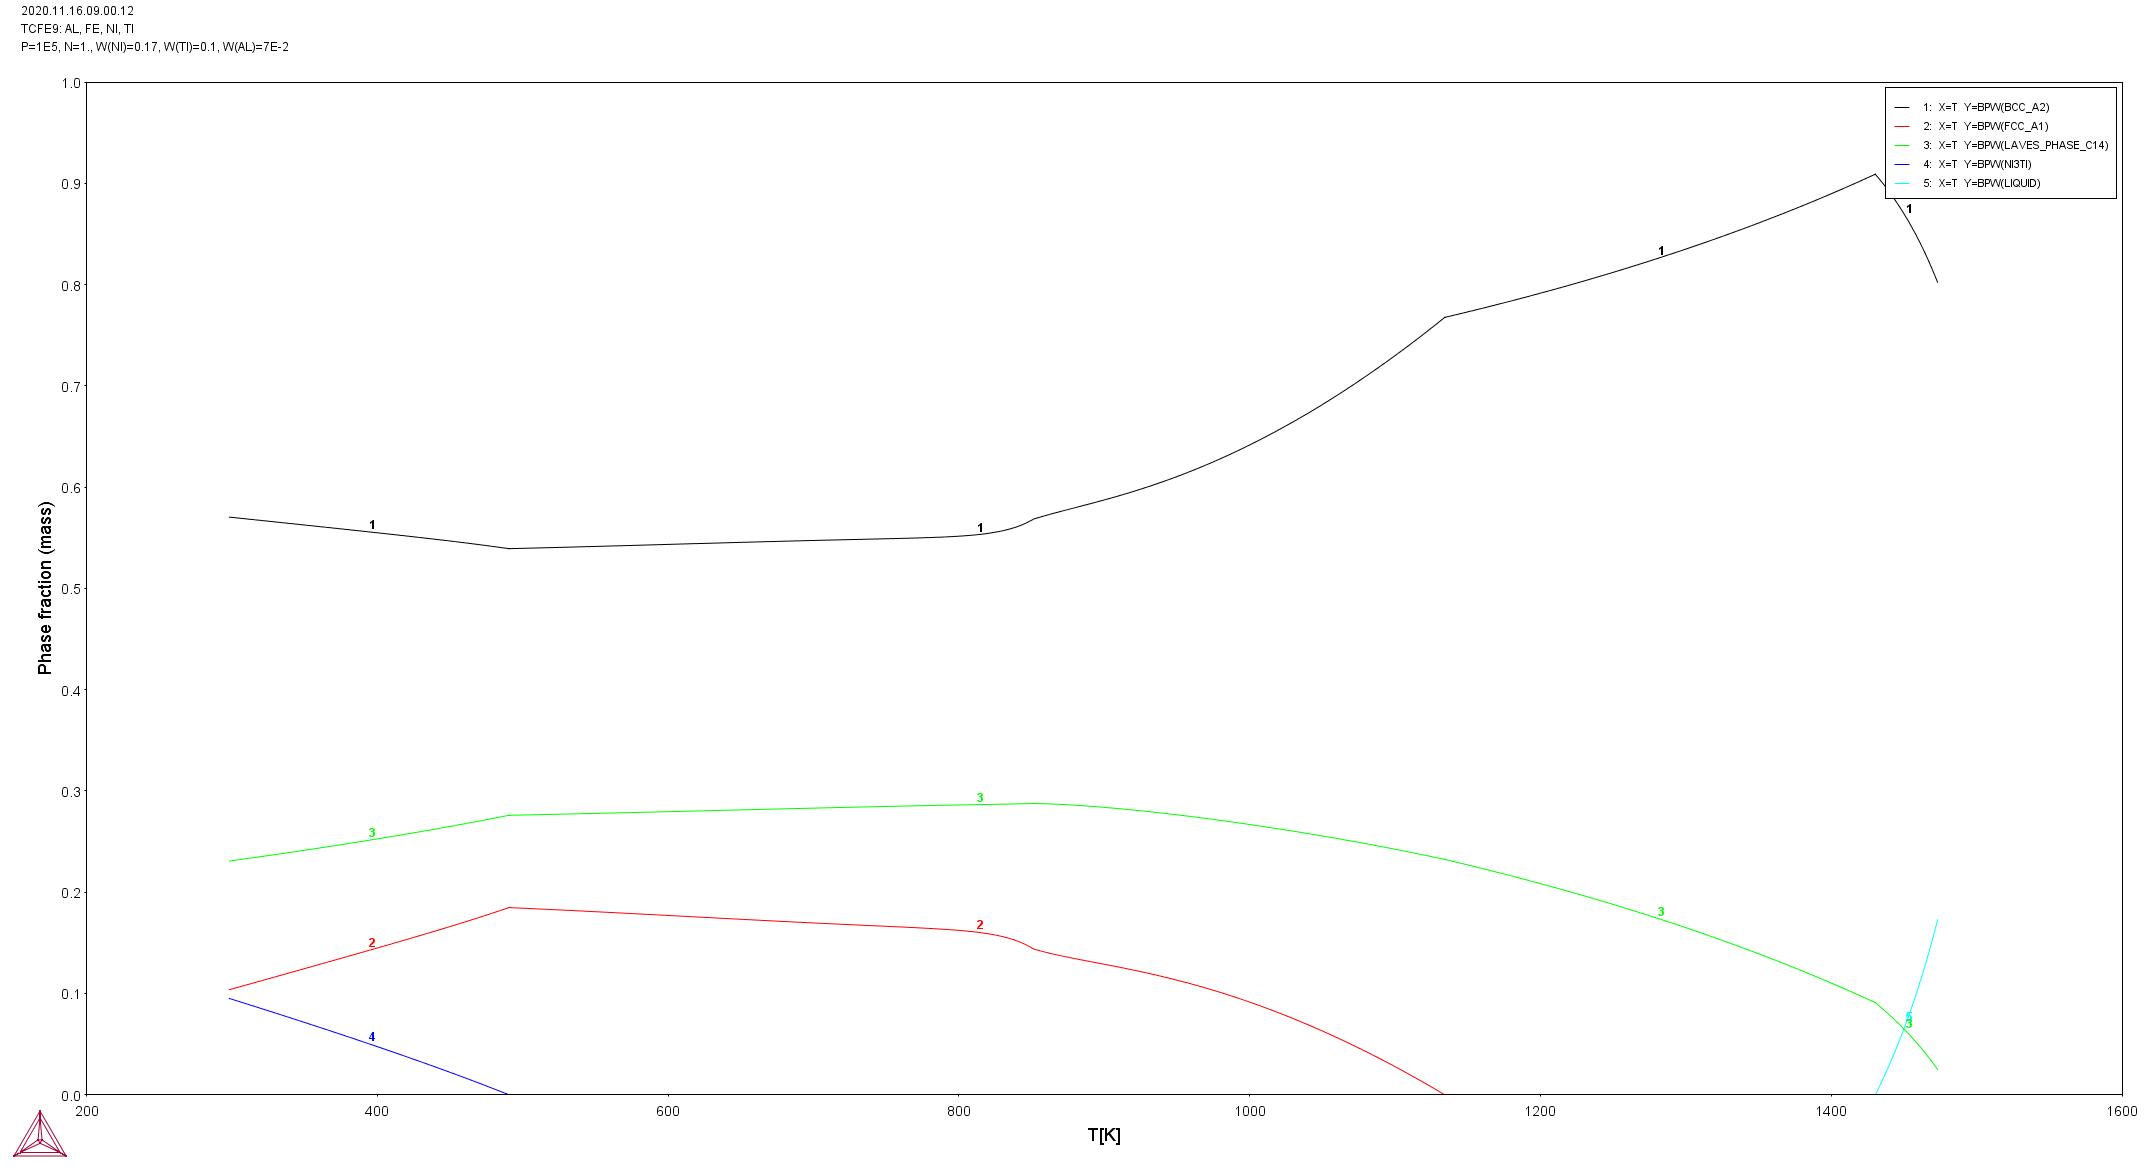 2020.11.16.09.00.12
TCFE9: AL, FE, NI, TI
P=1E5, N=1., W(NI)=0.17, W(TI)=0.1, W(AL)=7E-2
1: X=T Y=BPW(BCC_A2)
2: X=T Y=BPW(FCC_A1)
3: X=T Y=BPW(LAVES_PHASE_C14)
4: X=T Y=BPW(NI3TI)
5: X=T Y=BPW(LIQUID)
1.0
0.9
0.8
0.7
0.6
0.5
0.4
0.3
0.2
0.1
0.0
Phase fraction (mass)
1
1
1
1
3
3
3
3
2
2
4
5
200 400 600 800 1000 1200 1400 1600
T[K]